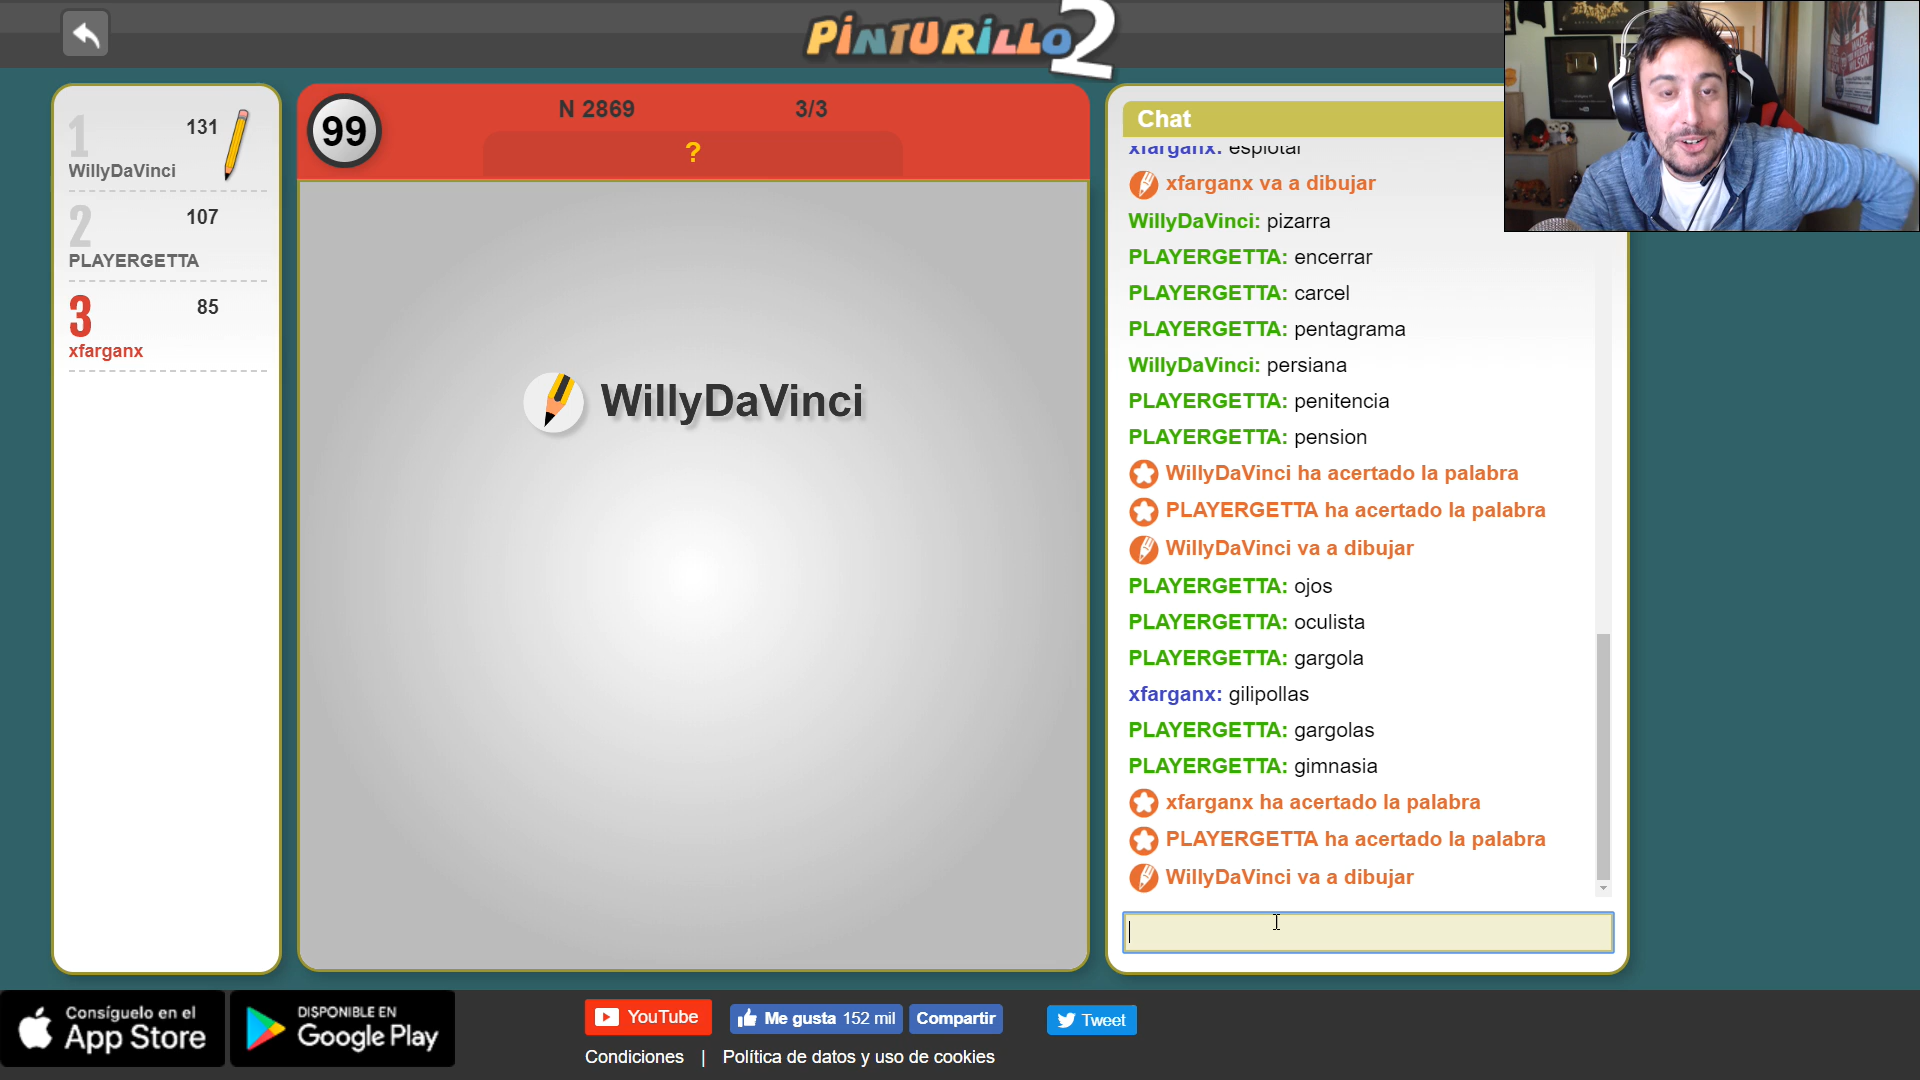 PiNTURiLLO2
1
131
WillyDaVinci
2
107
PLAYERGETTA
3
85
xfarganx
99
N 2869
3/3
?
WillyDaVinci
Chat
xfarganx: esplotar
xfarganx va a dibujar
WillyDaVinci: pizarra
PLAYERGETTA: encerrar
PLAYERGETTA: carcel
PLAYERGETTA: pentagrama
WillyDaVinci: persiana
PLAYERGETTA: penitencia
PLAYERGETTA: pension
WillyDaVinci ha acertado la palabra
PLAYERGETTA ha acertado la palabra
WillyDaVinci va a dibujar
PLAYERGETTA: ojos
PLAYERGETTA: oculista
PLAYERGETTA: gargola
xfarganx: gilipollas
PLAYERGETTA: gargolas
PLAYERGETTA: gimnasia
xfarganx ha acertado la palabra
PLAYERGETTA ha acertado la palabra
WillyDaVinci va a dibujar
Consíguelo en el
App Store
DISPONIBLE EN
Google Play
YouTube
Me gusta 152 mil
Compartir
Tweet
Condiciones | Política de datos y uso de cookies